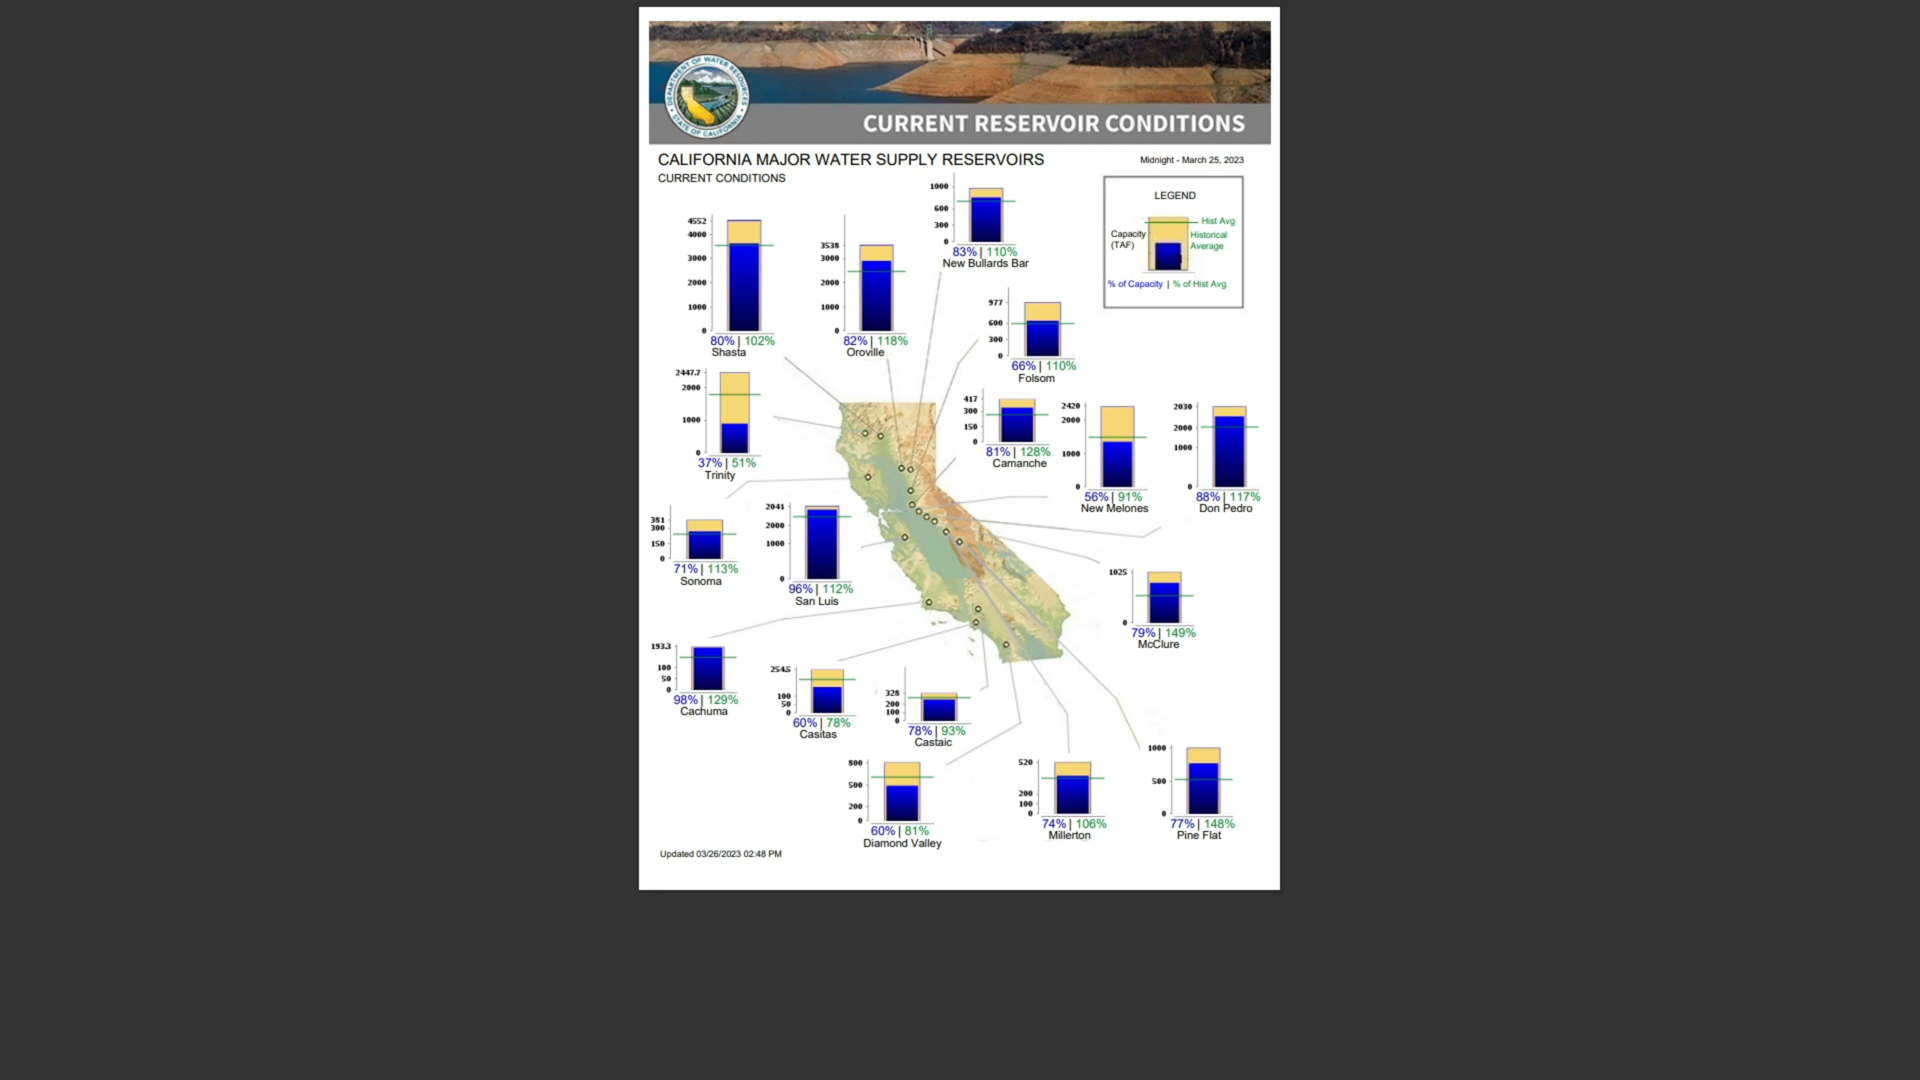 DEPARTMENT OF WATER RESOURCES
STATE OF CALIFORNIA
CURRENT RESERVOIR CONDITIONS
CALIFORNIA MAJOR WATER SUPPLY RESERVOIRS
Midnight - March 25, 2023
CURRENT CONDITIONS
LEGEND
Hist Avg
Capacity
(TAF)
Historical
Average
% of Capacity | % of Hist Avg
1000
600
300
0
83% | 110%
New Bullards Bar
4552
4000
3000
2000
1000
0
80% | 102%
Shasta
3538
3000
2000
1000
0
82% | 118%
Oroville
977
600
300
0
66% | 110%
Folsom
2447.7
2000
1000
0
37% | 51%
Trinity
417
300
150
0
81% | 128%
Camanche
2420
2000
1000
0
56% | 91%
New Melones
2030
2000
1000
0
88% | 117%
Don Pedro
381
300
150
0
71% | 113%
Sonoma
2041
2000
1000
0
96% | 112%
San Luis
1025
0
79% | 149%
McClure
193.3
100
50
0
98% | 129%
Cachuma
254.5
100
50
0
60% | 78%
Casitas
328
200
100
0
78% | 93%
Castaic
800
500
200
0
60% | 81%
Diamond Valley
520
200
100
0
74% | 106%
Millerton
1000
500
0
77% | 148%
Pine Flat
Updated 03/26/2023 02:48 PM